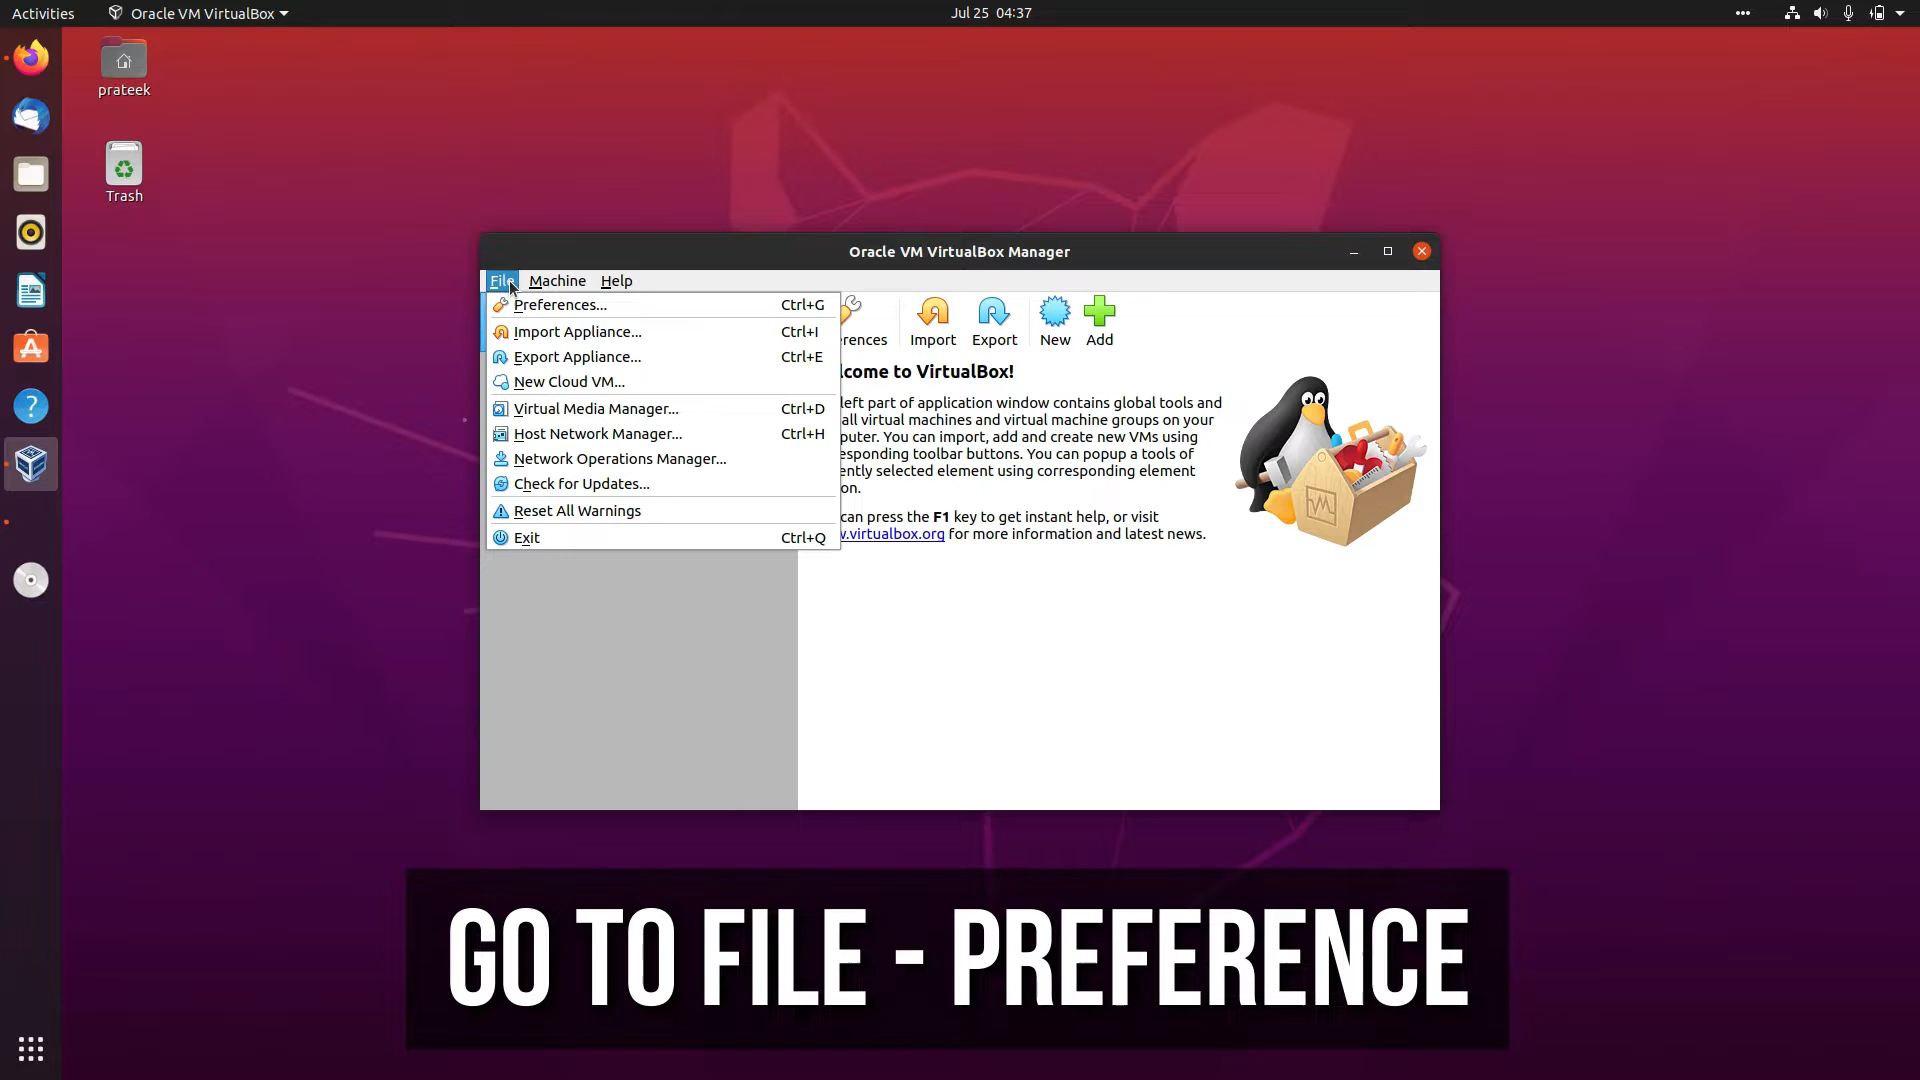 Activities
Oracle VM VirtualBox
Jul 25 04:37
prateek
Trash
Oracle VM VirtualBox Manager
File Machine Help
Preferences... Ctrl+G
Import Appliance... Ctrl+I
Export Appliance... Ctrl+E
New Cloud VM...
Virtual Media Manager... Ctrl+D
Host Network Manager... Ctrl+H
Network Operations Manager...
Check for Updates...
Reset All Warnings
Exit Ctrl+Q
erences Import Export New Add
come to VirtualBox!
left part of application window contains global tools and
all virtual machines and virtual machine groups on your
puter. You can import, add and create new VMs using
esponding toolbar buttons. You can popup a tools of
ently selected element using corresponding element
on.
can press the F1 key to get instant help, or visit
w.virtualbox.org for more information and latest news.
GO TO FILE - PREFERENCE